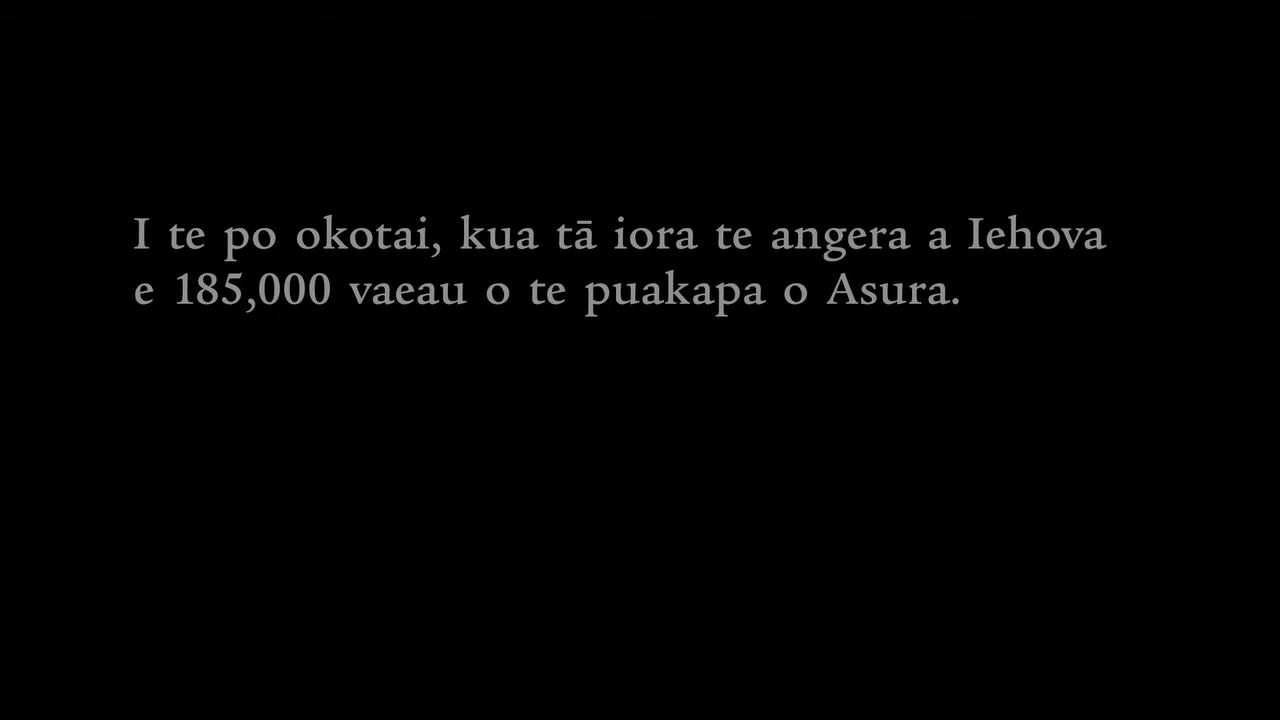 I te po okotai, kua tā iora te angera a Iehova
e 185,000 vaeau o te puakapa o Asura.